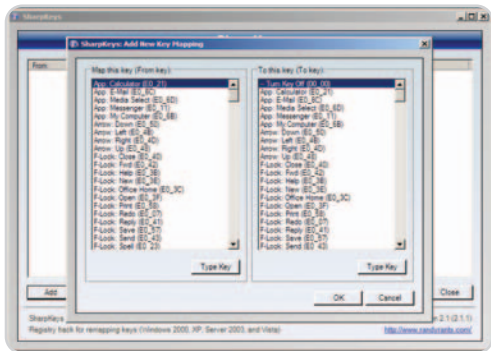 SharpKeys
SharpKeys: Add New Key Mapping
From:
Map this key (From key):
App: Calculator (E0_21)
App: E-Mail (E0_6C)
App: Media Select (E0_6D)
App: Messenger (E0_11)
App: My Computer (E0_6B)
Arrow: Down (E0_50)
Arrow: Left (E0_4B)
Arrow: Right (E0_4D)
Arrow: Up (E0_48)
F-Lock: Close (E0_40)
F-Lock: Fwd (E0_42)
F-Lock: Help (E0_3B)
F-Lock: New (E0_3E)
F-Lock: Office Home (E0_3C)
F-Lock: Open (E0_3F)
F-Lock: Print (E0_58)
F-Lock: Redo (E0_07)
F-Lock: Reply (E0_41)
F-Lock: Save (E0_57)
F-Lock: Send (E0_43)
F-Lock: Spell (E0_23)
Type Key
To this key (To key):
-- Turn Key Off (00_00)
App: Calculator (E0_21)
App: E-Mail (E0_6C)
App: Media Select (E0_6D)
App: Messenger (E0_11)
App: My Computer (E0_6B)
Arrow: Down (E0_50)
Arrow: Left (E0_4B)
Arrow: Right (E0_4D)
Arrow: Up (E0_48)
F-Lock: Close (E0_40)
F-Lock: Fwd (E0_42)
F-Lock: Help (E0_3B)
F-Lock: New (E0_3E)
F-Lock: Office Home (E0_3C)
F-Lock: Open (E0_3F)
F-Lock: Print (E0_58)
F-Lock: Redo (E0_07)
F-Lock: Reply (E0_41)
F-Lock: Save (E0_57)
F-Lock: Send (E0_43)
Type Key
OK Cancel
Add Close
SharpKeys 2.1 (2.1.1)
Registry hack for remapping keys (Windows 2000, XP, Server 2003, and Vista) http://www.randyrants.com/